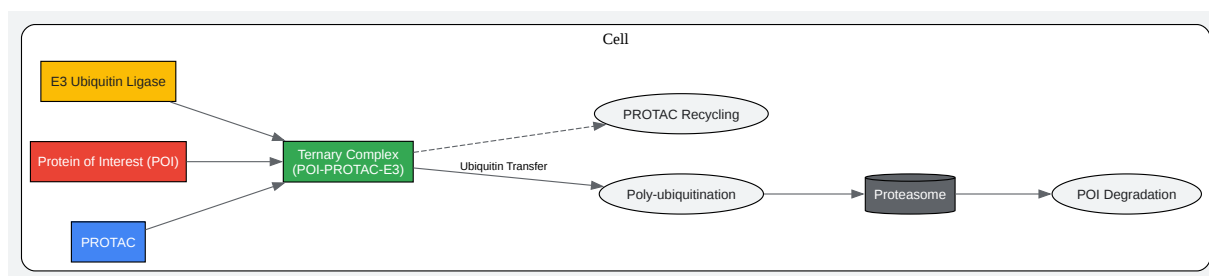 Cell
E3 Ubiquitin Ligase
Protein of Interest (POI)
PROTAC
Ternary Complex
(POI-PROTAC-E3)
PROTAC Recycling
Ubiquitin Transfer
Poly-ubiquitination
Proteasome
POI Degradation